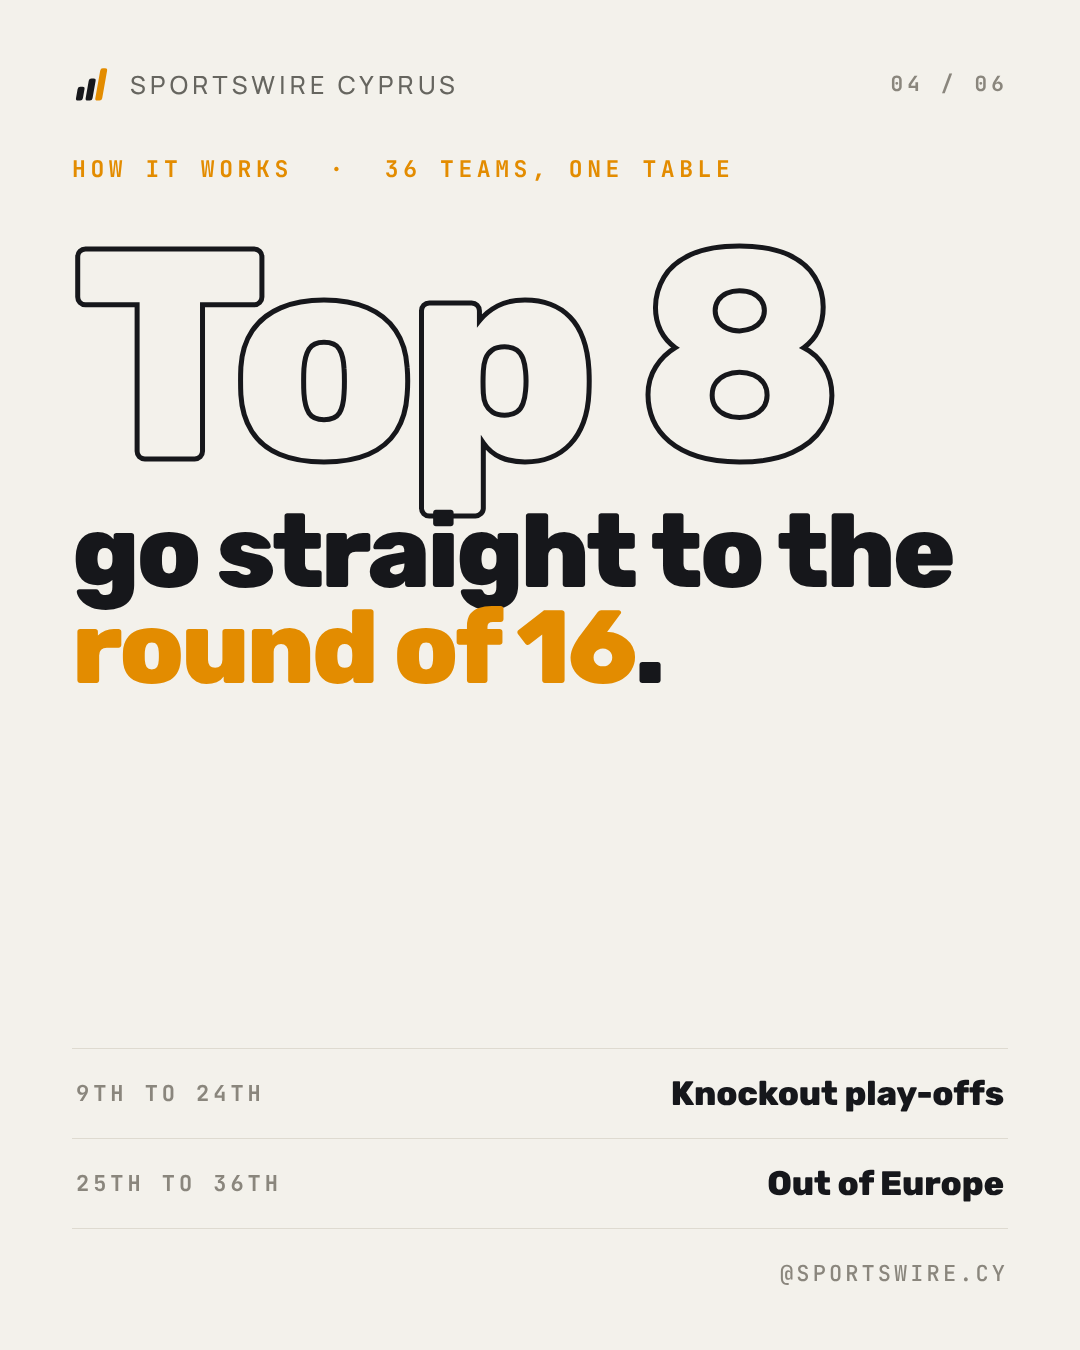 SPORTSWIRE CYPRUS
04 / 06
HOW IT WORKS · 36 TEAMS, ONE TABLE
Top 8
go straight to the
round of 16.
9TH TO 24TH
Knockout play-offs
25TH TO 36TH
Out of Europe
@SPORTSWIRE.CY